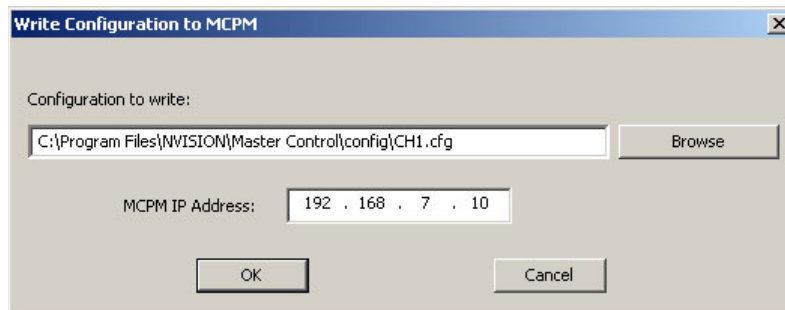 Write Configuration to MCPM
Configuration to write:
C:\Program Files\NVISION\Master Control\config\CH1.cfg
Browse
MCPM IP Address:
192 . 168 . 7 . 10
OK
Cancel